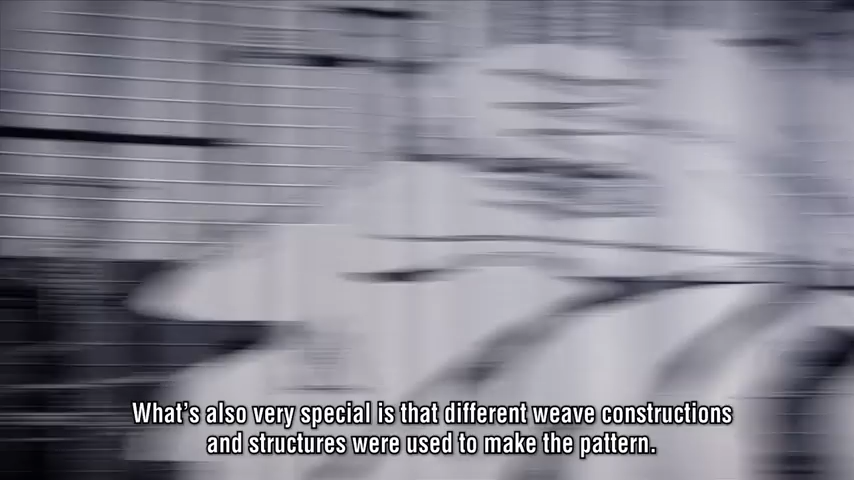 What's also very special is that different weave constructions
and structures were used to make the pattern.